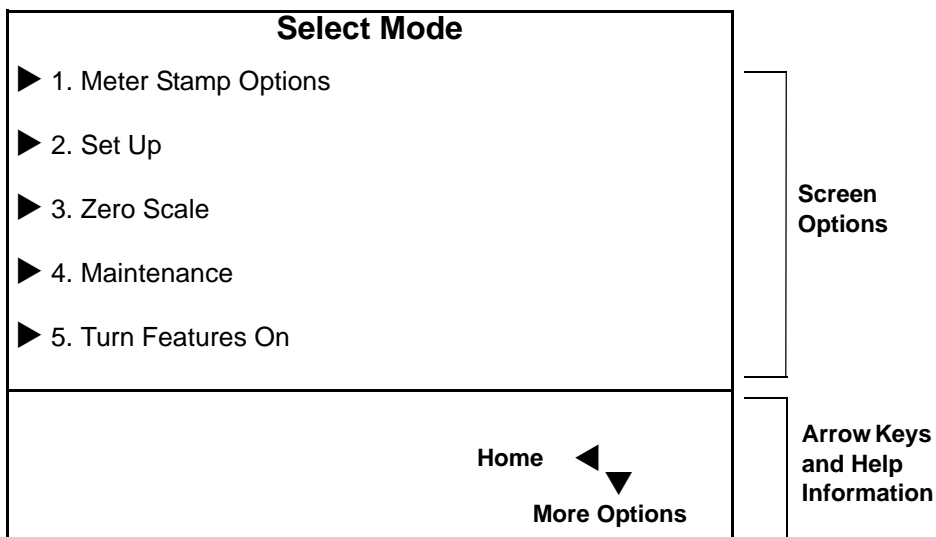 Select Mode
1. Meter Stamp Options
2. Set Up
3. Zero Scale
4. Maintenance
5. Turn Features On
Screen
Options
Home
More Options
Arrow Keys
and Help
Information